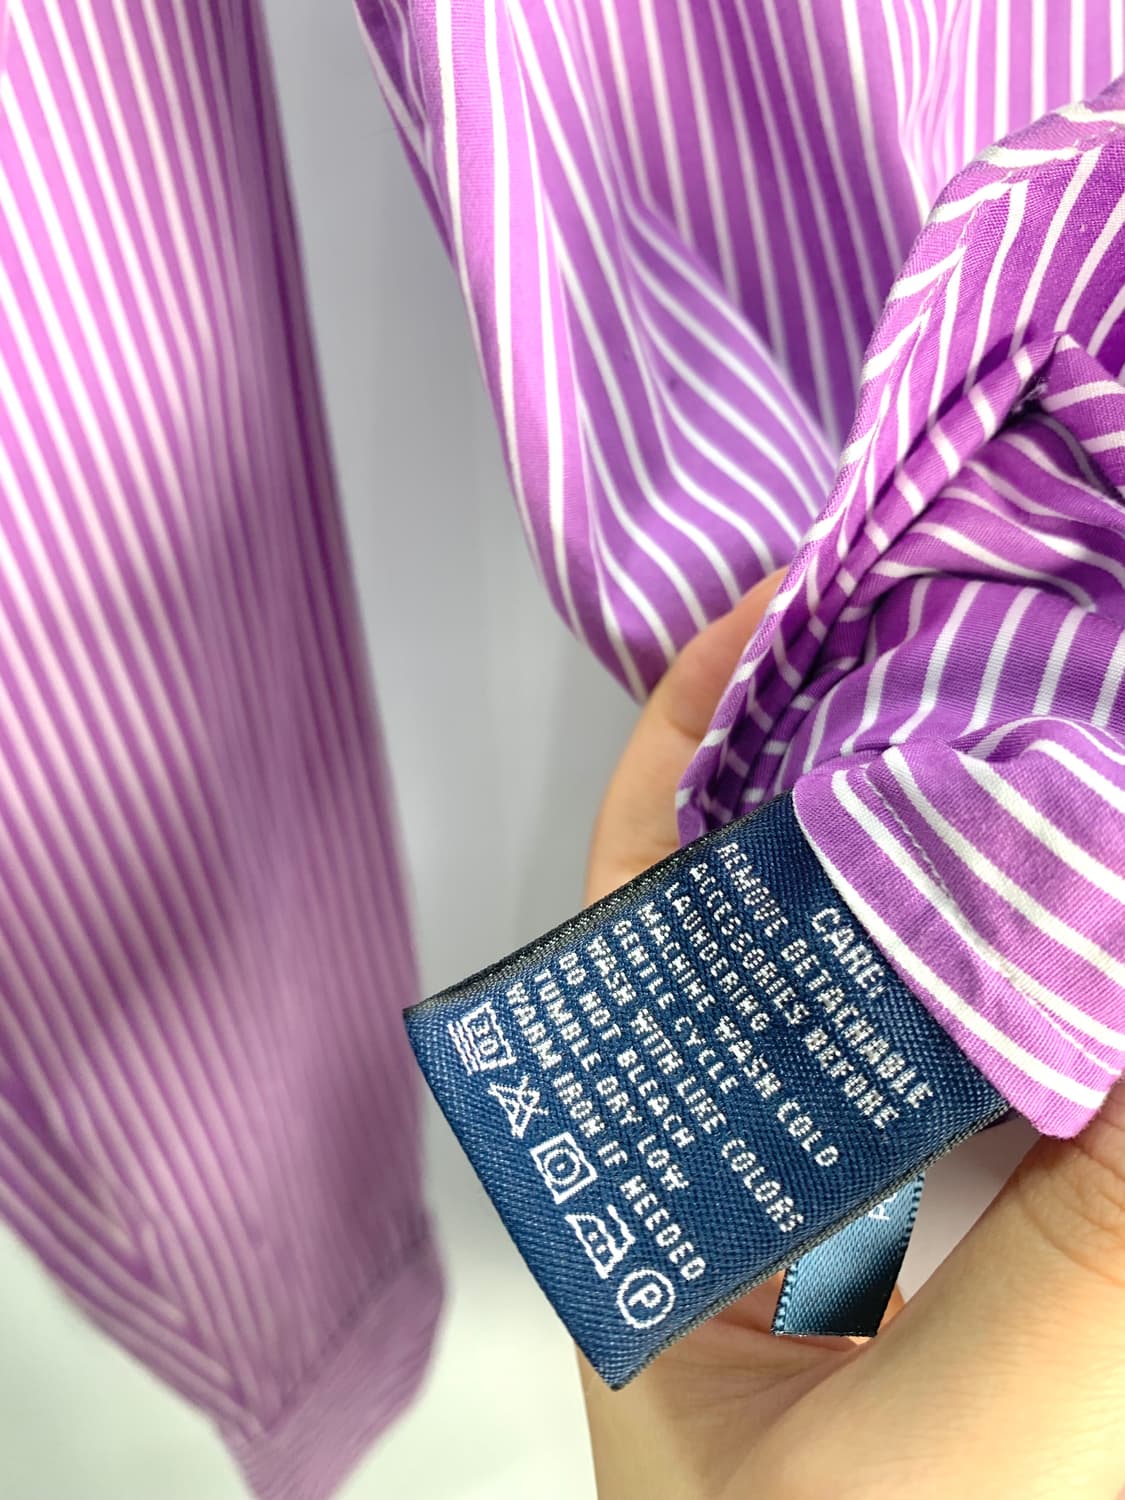 CARE:
REMOVE DETACHABLE
ACCESSORIES BEFORE
LAUNDERING
MACHINE WASH COLD
GENTLE CYCLE
WASH WITH LIKE COLORS
DO NOT BLEACH
TUMBLE DRY LOW
WARM IRON IF NEEDED
30
P